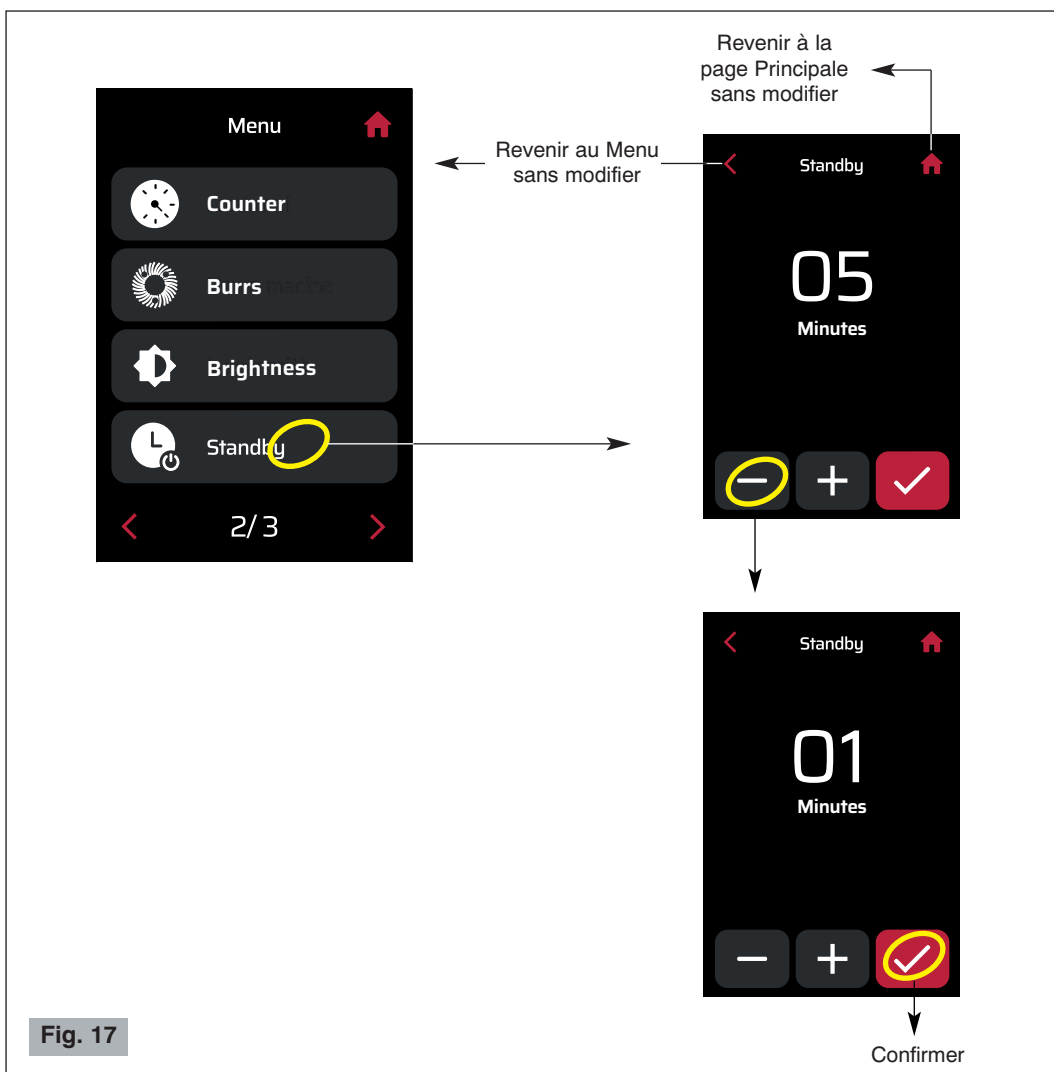 Revenir à la
page Principale
sans modifier
Menu
Revenir au Menu
sans modifier
Standby
Counter
Burrs
05
Minutes
Brightness
Standby
2/ 3
Standby
01
Minutes
Fig. 17
Confirmer